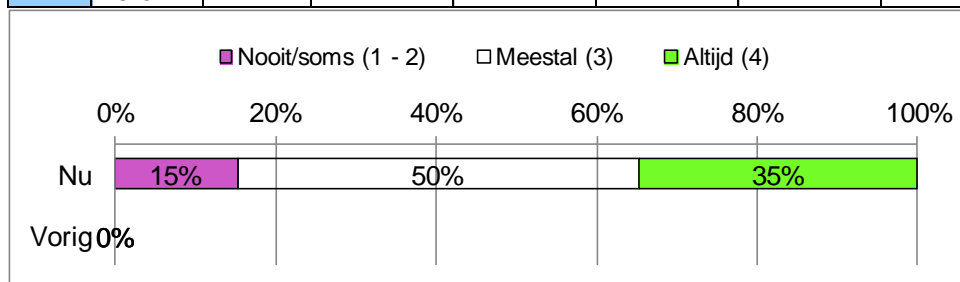 Nooit/soms (1 - 2) Meestal (3) Altijd (4)
0% 20% 40% 60% 80% 100%
Nu 15% 50% 35%
Vorig 0%